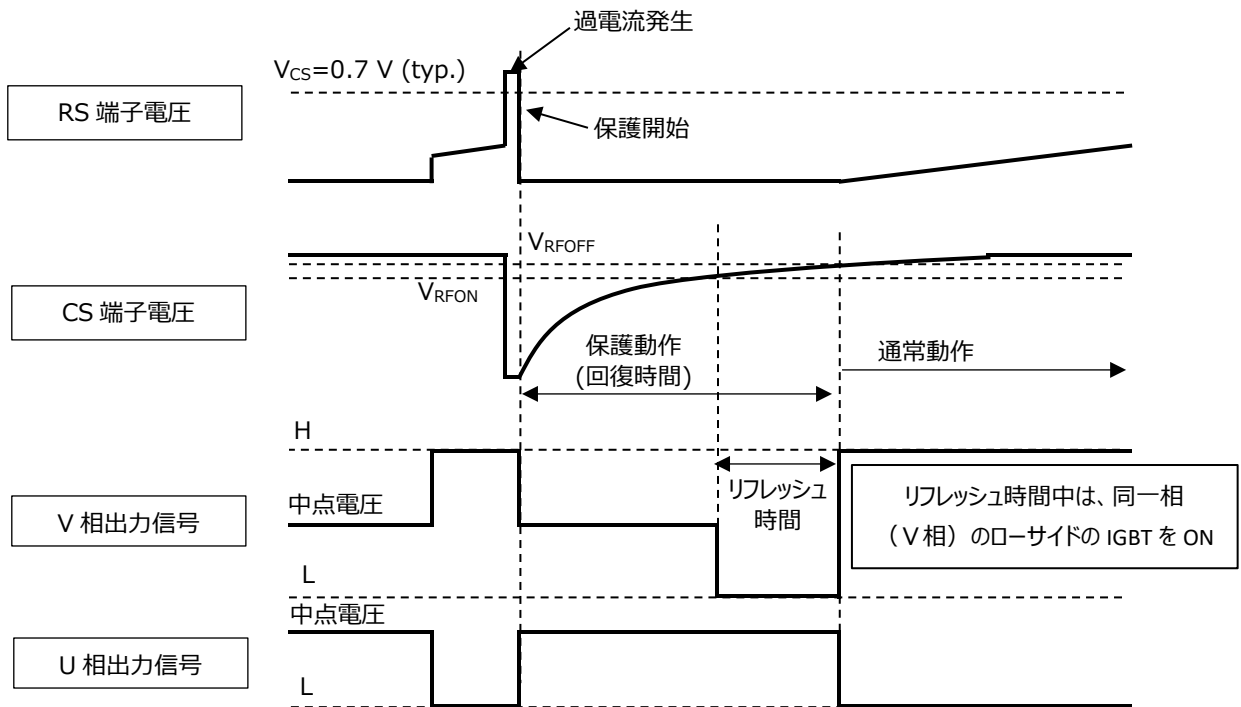 過電流発生
VCS=0.7 V (typ.)
RS 端子電圧
保護開始
VRFOFF
VRFON
CS 端子電圧
保護動作
(回復時間)
通常動作
H
リフレッシュ
時間
リフレッシュ時間中は、同一相
（V 相）のローサイドの IGBT を ON
中点電圧
V 相出力信号
L
中点電圧
U 相出力信号
L